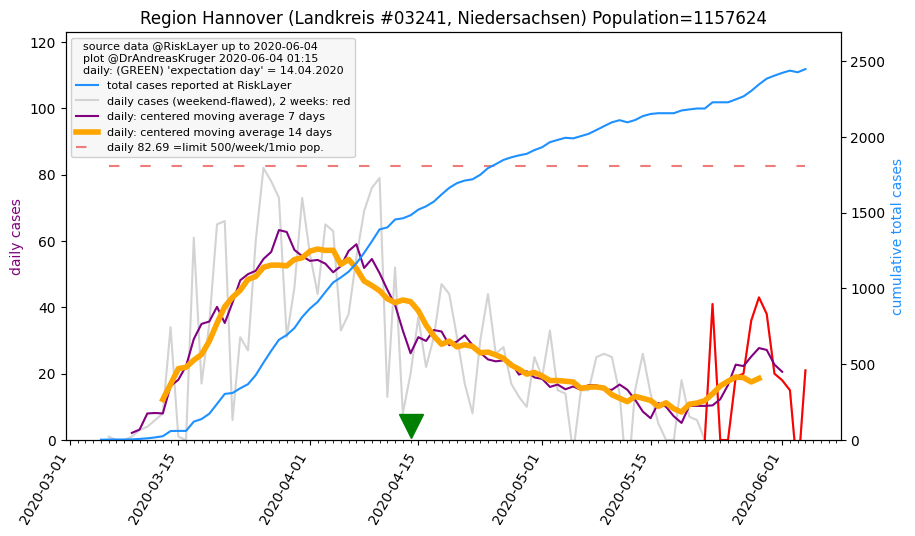 Region Hannover (Landkreis #03241, Niedersachsen) Population=1157624
source data @RiskLayer up to 2020-06-04
plot @DrAndreasKruger 2020-06-04 01:15
daily: (GREEN) 'expectation day' = 14.04.2020
total cases reported at RiskLayer
daily cases (weekend-flawed), 2 weeks: red
daily: centered moving average 7 days
daily: centered moving average 14 days
daily 82.69 =limit 500/week/1mio pop.
daily cases
120
100
80
60
40
20
0
cumulative total cases
2500
2000
1500
1000
500
0
2020-03-01
2020-03-15
2020-04-01
2020-04-15
2020-05-01
2020-05-15
2020-06-01